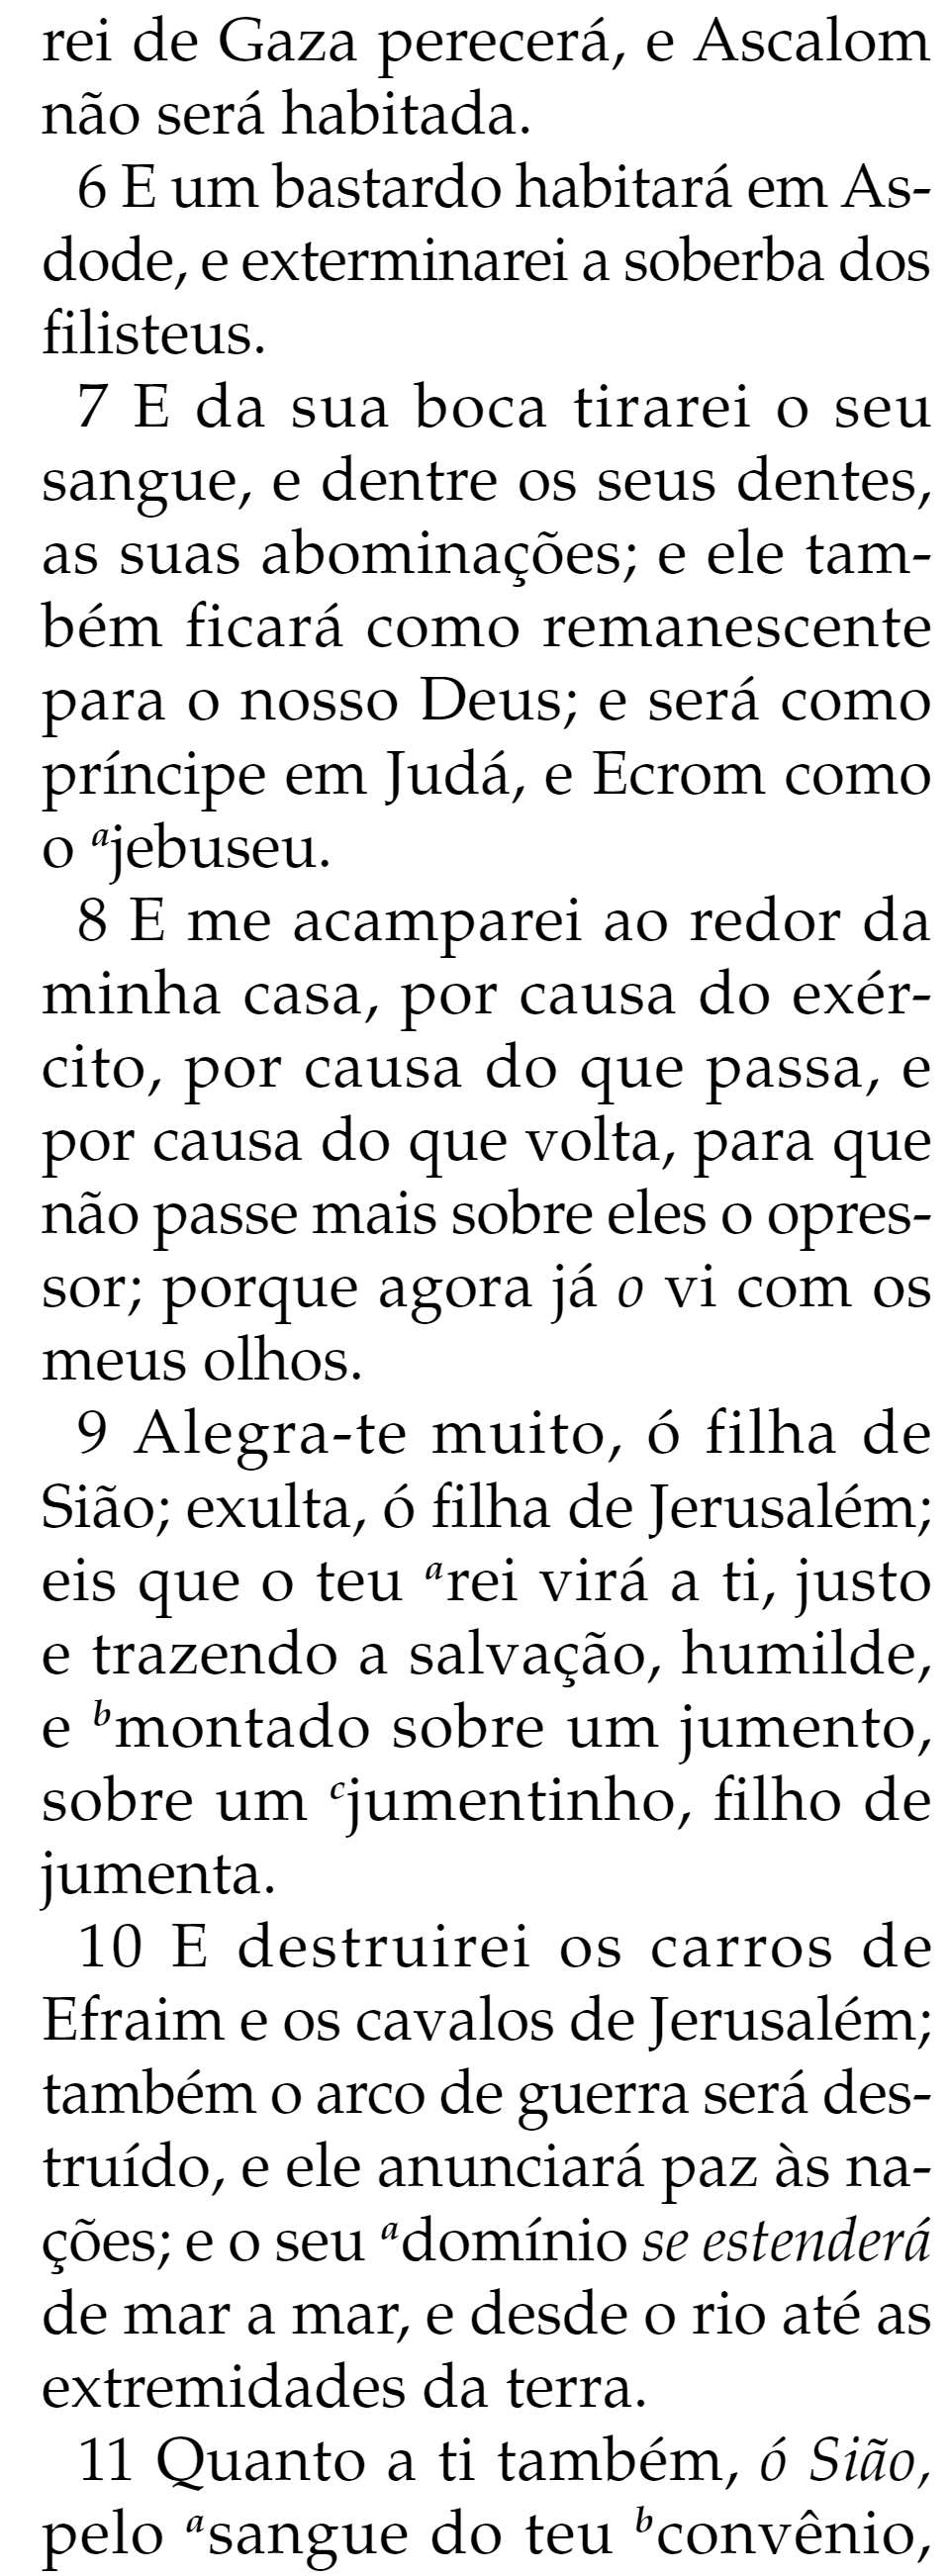 rei de Gaza perecerá, e Ascalom
não será habitada.
6 E um bastardo habitará em As-
dode, e exterminarei a soberba dos
filisteus.
7 E da sua boca tirarei o seu
sangue, e dentre os seus dentes,
as suas abominações; e ele tam-
bém ficará como remanescente
para o nosso Deus; e será como
príncipe em Judá, e Ecrom como
o ajebuseu.
8 E me acamparei ao redor da
minha casa, por causa do exér-
cito, por causa do que passa, e
por causa do que volta, para que
não passe mais sobre eles o opres-
sor; porque agora já o vi com os
meus olhos.
9 Alegra-te muito, ó filha de
Sião; exulta, ó filha de Jerusalém;
eis que o teu arei virá a ti, justo
e trazendo a salvação, humilde,
e bmontado sobre um jumento,
sobre um cjumentinho, filho de
jumenta.
10 E destruirei os carros de
Efraim e os cavalos de Jerusalém;
também o arco de guerra será des-
truído, e ele anunciará paz às na-
ções; e o seu adomínio se estenderá
de mar a mar, e desde o rio até as
extremidades da terra.
11 Quanto a ti também, ó Sião,
pelo asangue do teu bconvênio,